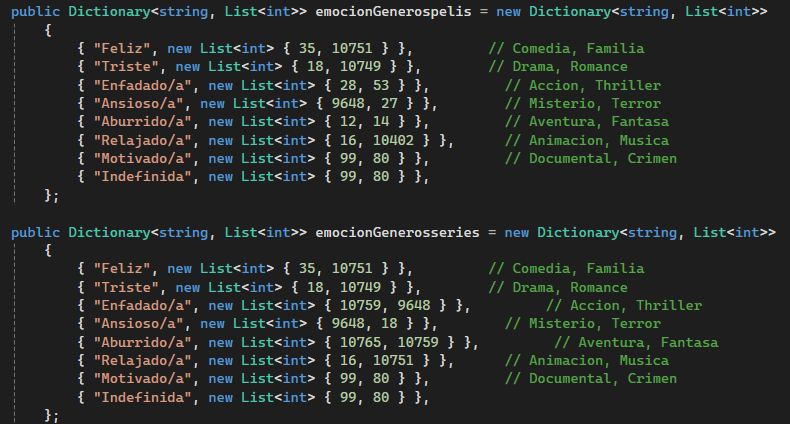 public Dictionary<string, List<int>> emocionGenerospelis = new Dictionary<string, List<int>>
{
{ "Feliz", new List<int> { 35, 10751 } }, // Comedia, Familia
{ "Triste", new List<int> { 18, 10749 } }, // Drama, Romance
{ "Enfadado/a", new List<int> { 28, 53 } }, // Accion, Thriller
{ "Ansioso/a", new List<int> { 9648, 27 } }, // Misterio, Terror
{ "Aburrido/a", new List<int> { 12, 14 } }, // Aventura, Fantasa
{ "Relajado/a", new List<int> { 16, 10402 } }, // Animacion, Musica
{ "Motivado/a", new List<int> { 99, 80 } }, // Documental, Crimen
{ "Indefinida", new List<int> { 99, 80 } },
};
public Dictionary<string, List<int>> emocionGenerosseries = new Dictionary<string, List<int>>
{
{ "Feliz", new List<int> { 35, 10751 } }, // Comedia, Familia
{ "Triste", new List<int> { 18, 10749 } }, // Drama, Romance
{ "Enfadado/a", new List<int> { 10759, 9648 } }, // Accion, Thriller
{ "Ansioso/a", new List<int> { 9648, 18 } }, // Misterio, Terror
{ "Aburrido/a", new List<int> { 10765, 10759 } }, // Aventura, Fantasa
{ "Relajado/a", new List<int> { 16, 10751 } }, // Animacion, Musica
{ "Motivado/a", new List<int> { 99, 80 } }, // Documental, Crimen
{ "Indefinida", new List<int> { 99, 80 } },
};